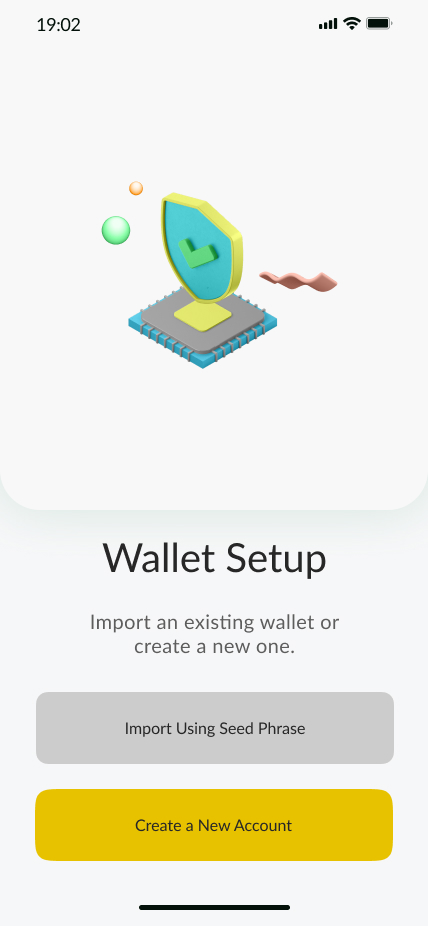 19:02
Wallet Setup
Import an existing wallet or
create a new one.
Import Using Seed Phrase
Create a New Account